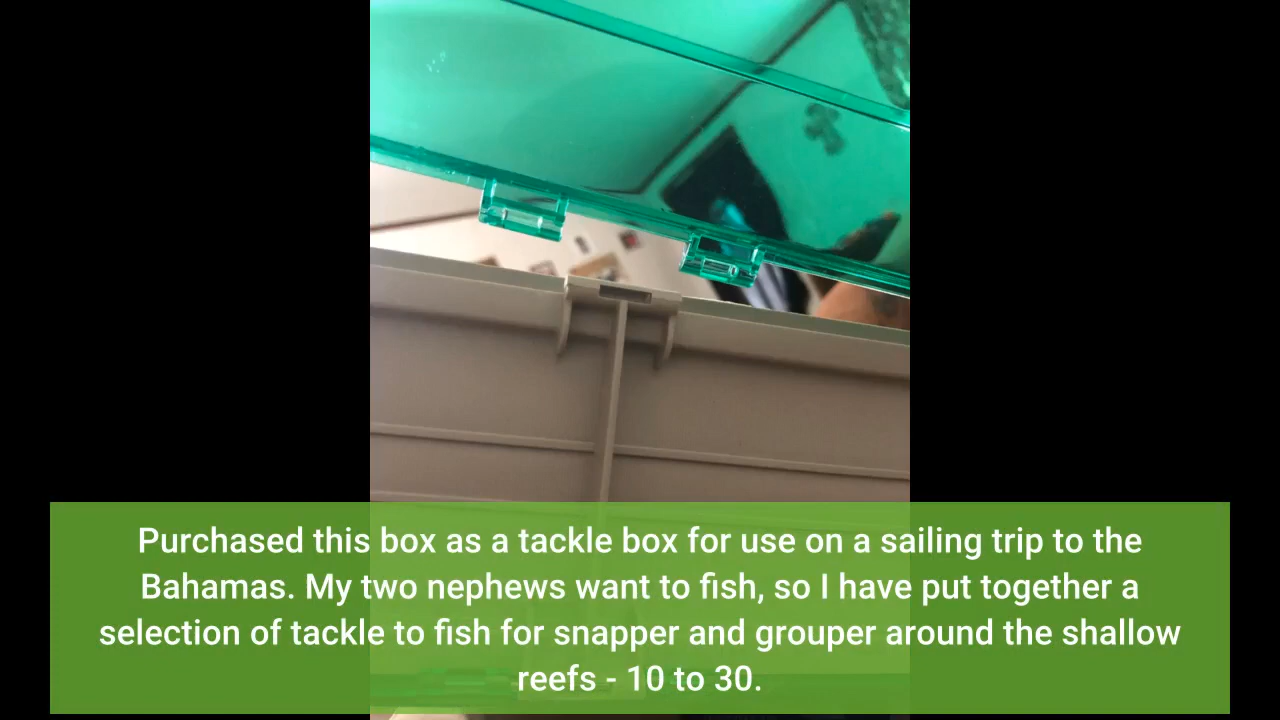 Purchased this box as a tackle box for use on a sailing trip to the
Bahamas. My two nephews want to fish, so I have put together a
selection of tackle to fish for snapper and grouper around the shallow
reefs - 10 to 30.